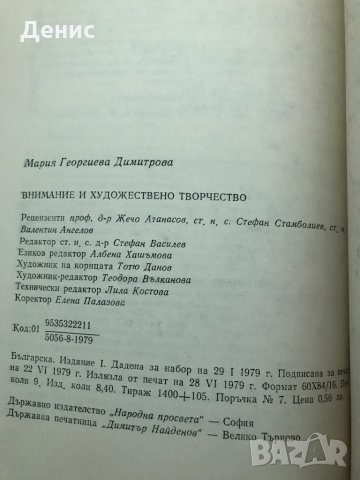 Денис
Мария Георгиева Димитрова
ВНИМАНИЕ И ХУДОЖЕСТВЕНО ТВОРЧЕСТВО
Рецензенти проф. д-р Жечо Атанасов, ст. н. с. Стефан Стамболиев, ст. н.
Валентин Ангелов
Редактор ст. н. с. д-р Стефан Василев
Езиков редактор Албена Хашъмова
Художник на корицата Тотю Данов
Художник-редактор Теодора Вълканова
Технически редактор Лила Костова
Коректор Елена Палазова
Код:01 9535322211
5056-8-1979
Българска. Издание I. Дадена за набор на 29 I 1979 г. Подписана за печат
на 22 VI 1979 г. Излязла от печат на 28 VI 1979 г. Формат 60X84/16. Пе
коли 9, Изд. коли 8,40. Тираж 1400+105. Поръчка № 7. Цена 0,56 лв
Държавно издателство „Народна просвета“ — София
Държавна печатница „Димитър Найденов“ — Велико Търново
bazar.bg